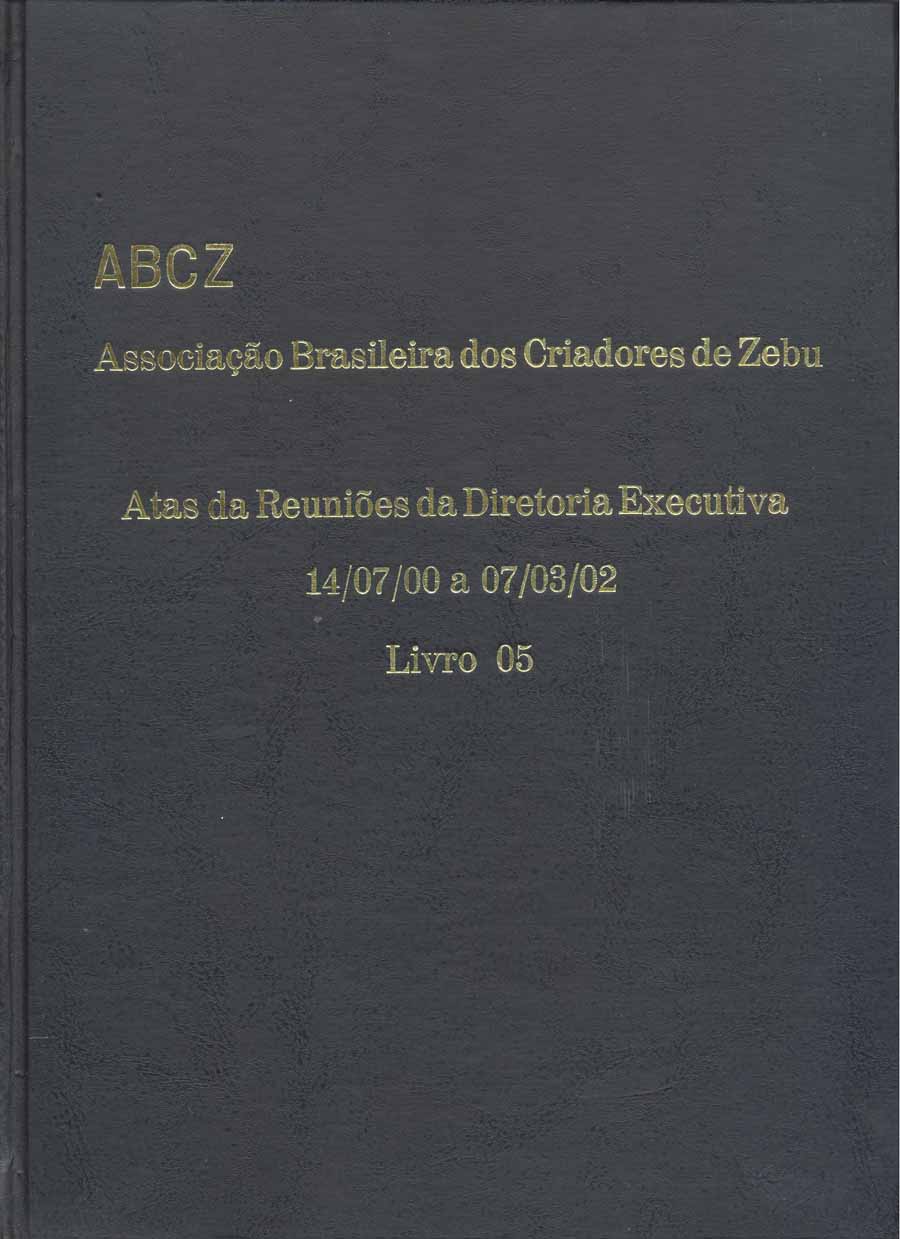 ABCZ
Associação Brasileira dos Criadores de Zebu
Atas da Reuniões da Diretoria Executiva
14/07/00 a 07/03/02
Livro 05